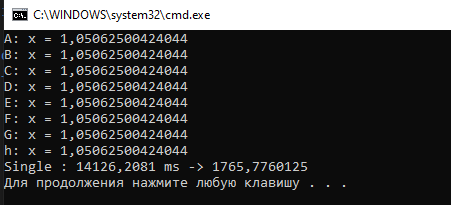 C:\WINDOWS\system32\cmd.exe
A: x = 1,05062500424044
B: x = 1,05062500424044
C: x = 1,05062500424044
D: x = 1,05062500424044
E: x = 1,05062500424044
F: x = 1,05062500424044
G: x = 1,05062500424044
h: x = 1,05062500424044
Single : 14126,2081 ms -> 1765,7760125
Для продолжения нажмите любую клавишу . . .